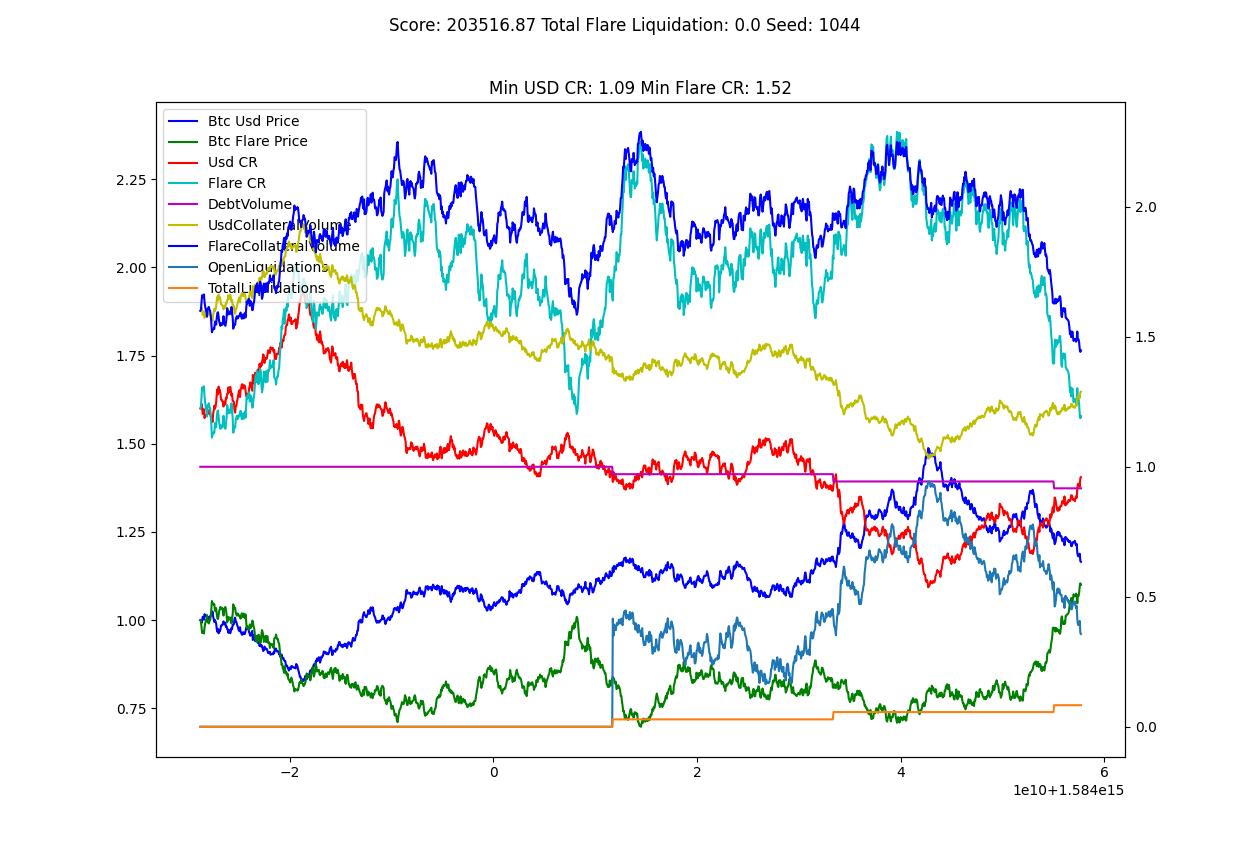 Score: 203516.87 Total Flare Liquidation: 0.0 Seed: 1044
Min USD CR: 1.09 Min Flare CR: 1.52
Btc Usd Price
Btc Flare Price
Usd CR
Flare CR
DebtVolume
UsdCollateralVolume
FlareCollateralVolume
OpenLiquidations
TotalLiquidations
2.25
2.00
1.75
1.50
1.25
1.00
0.75
2.0
1.5
1.0
0.5
0.0
−2 0 2 4 6
1e10+1.584e15